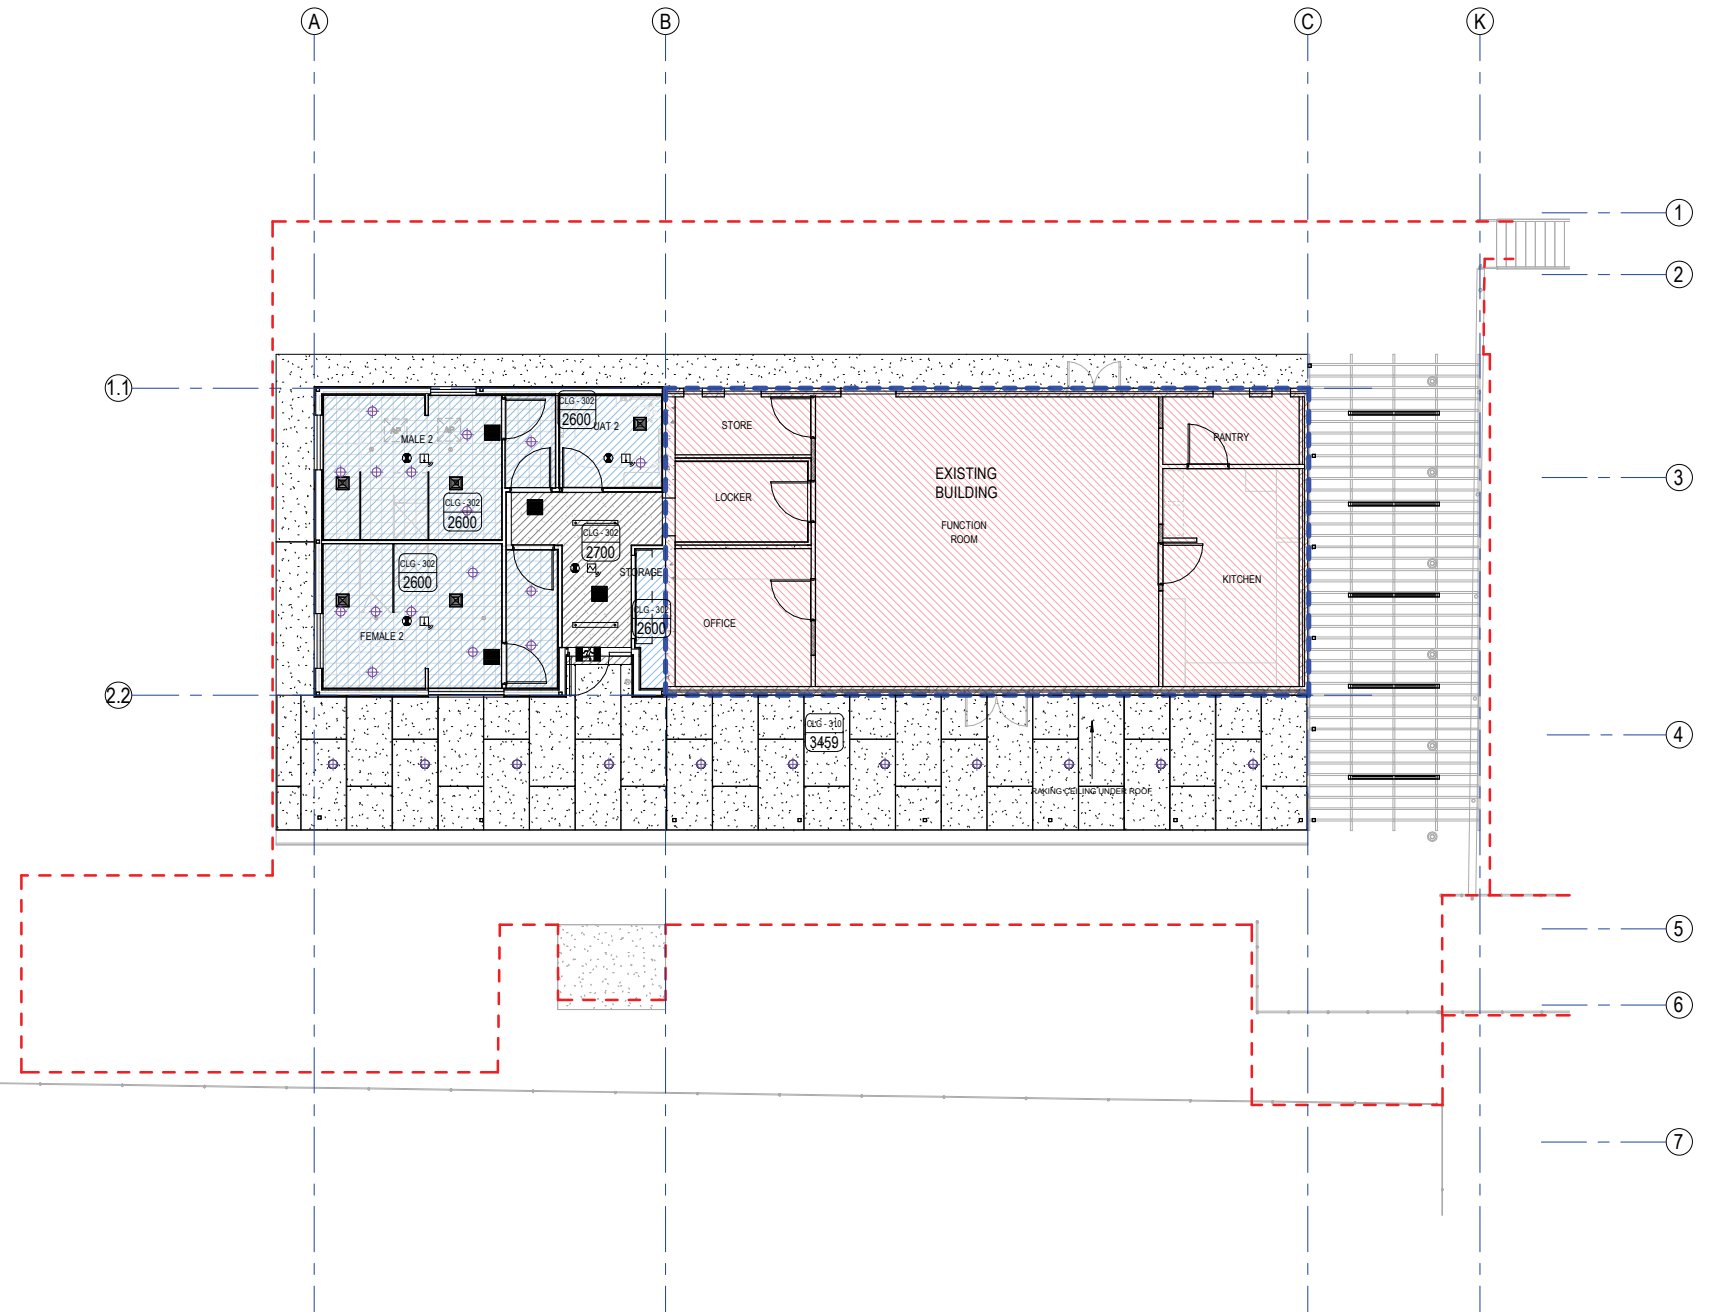 A
B
C
K
1
2
1.1
CLG - 302
2600
UAT 2
MALE 2
STORE
PANTRY
EXISTING
BUILDING
3
CLG - 302
2600
LOCKER
FUNCTION
ROOM
CLG - 302
2700
CLG - 302
2600
STORAGE
KITCHEN
CLG - 302
2600
OFFICE
FEMALE 2
2.2
CLG - 310
3459
4
RAKING CEILING UNDER ROOF
5
6
7